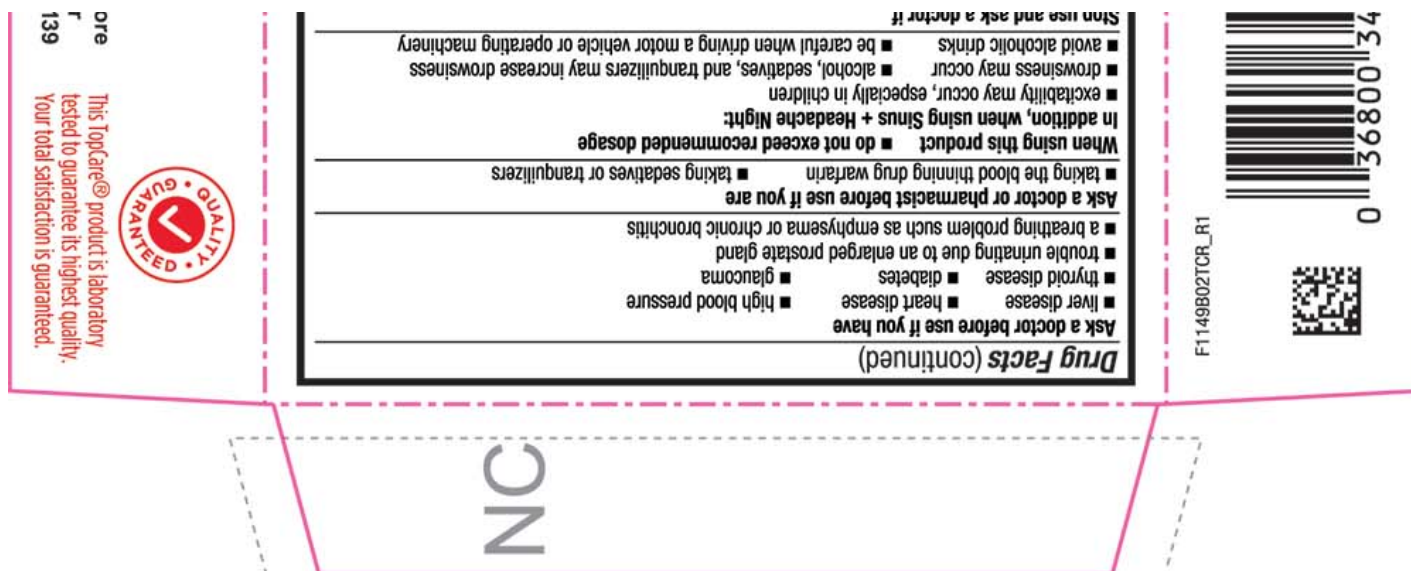 Drug Facts (continued)
Ask a doctor before use if you have
■ liver disease ■ heart disease ■ high blood pressure
■ thyroid disease ■ diabetes ■ glaucoma
■ trouble urinating due to an enlarged prostate gland
■ a breathing problem such as emphysema or chronic bronchitis
Ask a doctor or pharmacist before use if you are
■ taking the blood thinning drug warfarin ■ taking sedatives or tranquilizers
When using this product ■ do not exceed recommended dosage
In addition, when using Sinus + Headache Night:
■ excitability may occur, especially in children
■ drowsiness may occur ■ alcohol, sedatives, and tranquilizers may increase drowsiness
■ avoid alcoholic drinks ■ be careful when driving a motor vehicle or operating machinery
Stop use and ask a doctor if
ore
r
139
This TopCare® product is laboratory
tested to guarantee its highest quality.
Your total satisfaction is guaranteed.
QUALITY • GUARANTEED •
0 36800 34
F1149B02TCR_R1
NC